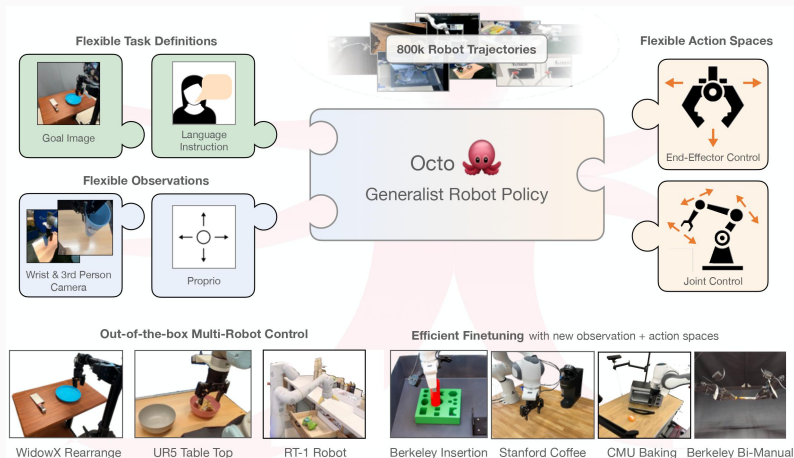 Flexible Task Definitions
Goal Image
Language
Instruction
Flexible Observations
Wrist & 3rd Person
Camera
Proprio
800k Robot Trajectories
Octo
Generalist Robot Policy
Flexible Action Spaces
End-Effector Control
Joint Control
Out-of-the-box Multi-Robot Control
WidowX Rearrange
UR5 Table Top
RT-1 Robot
Efficient Finetuning with new observation + action spaces
Berkeley Insertion
Stanford Coffee
CMU Baking
Berkeley Bi-Manual